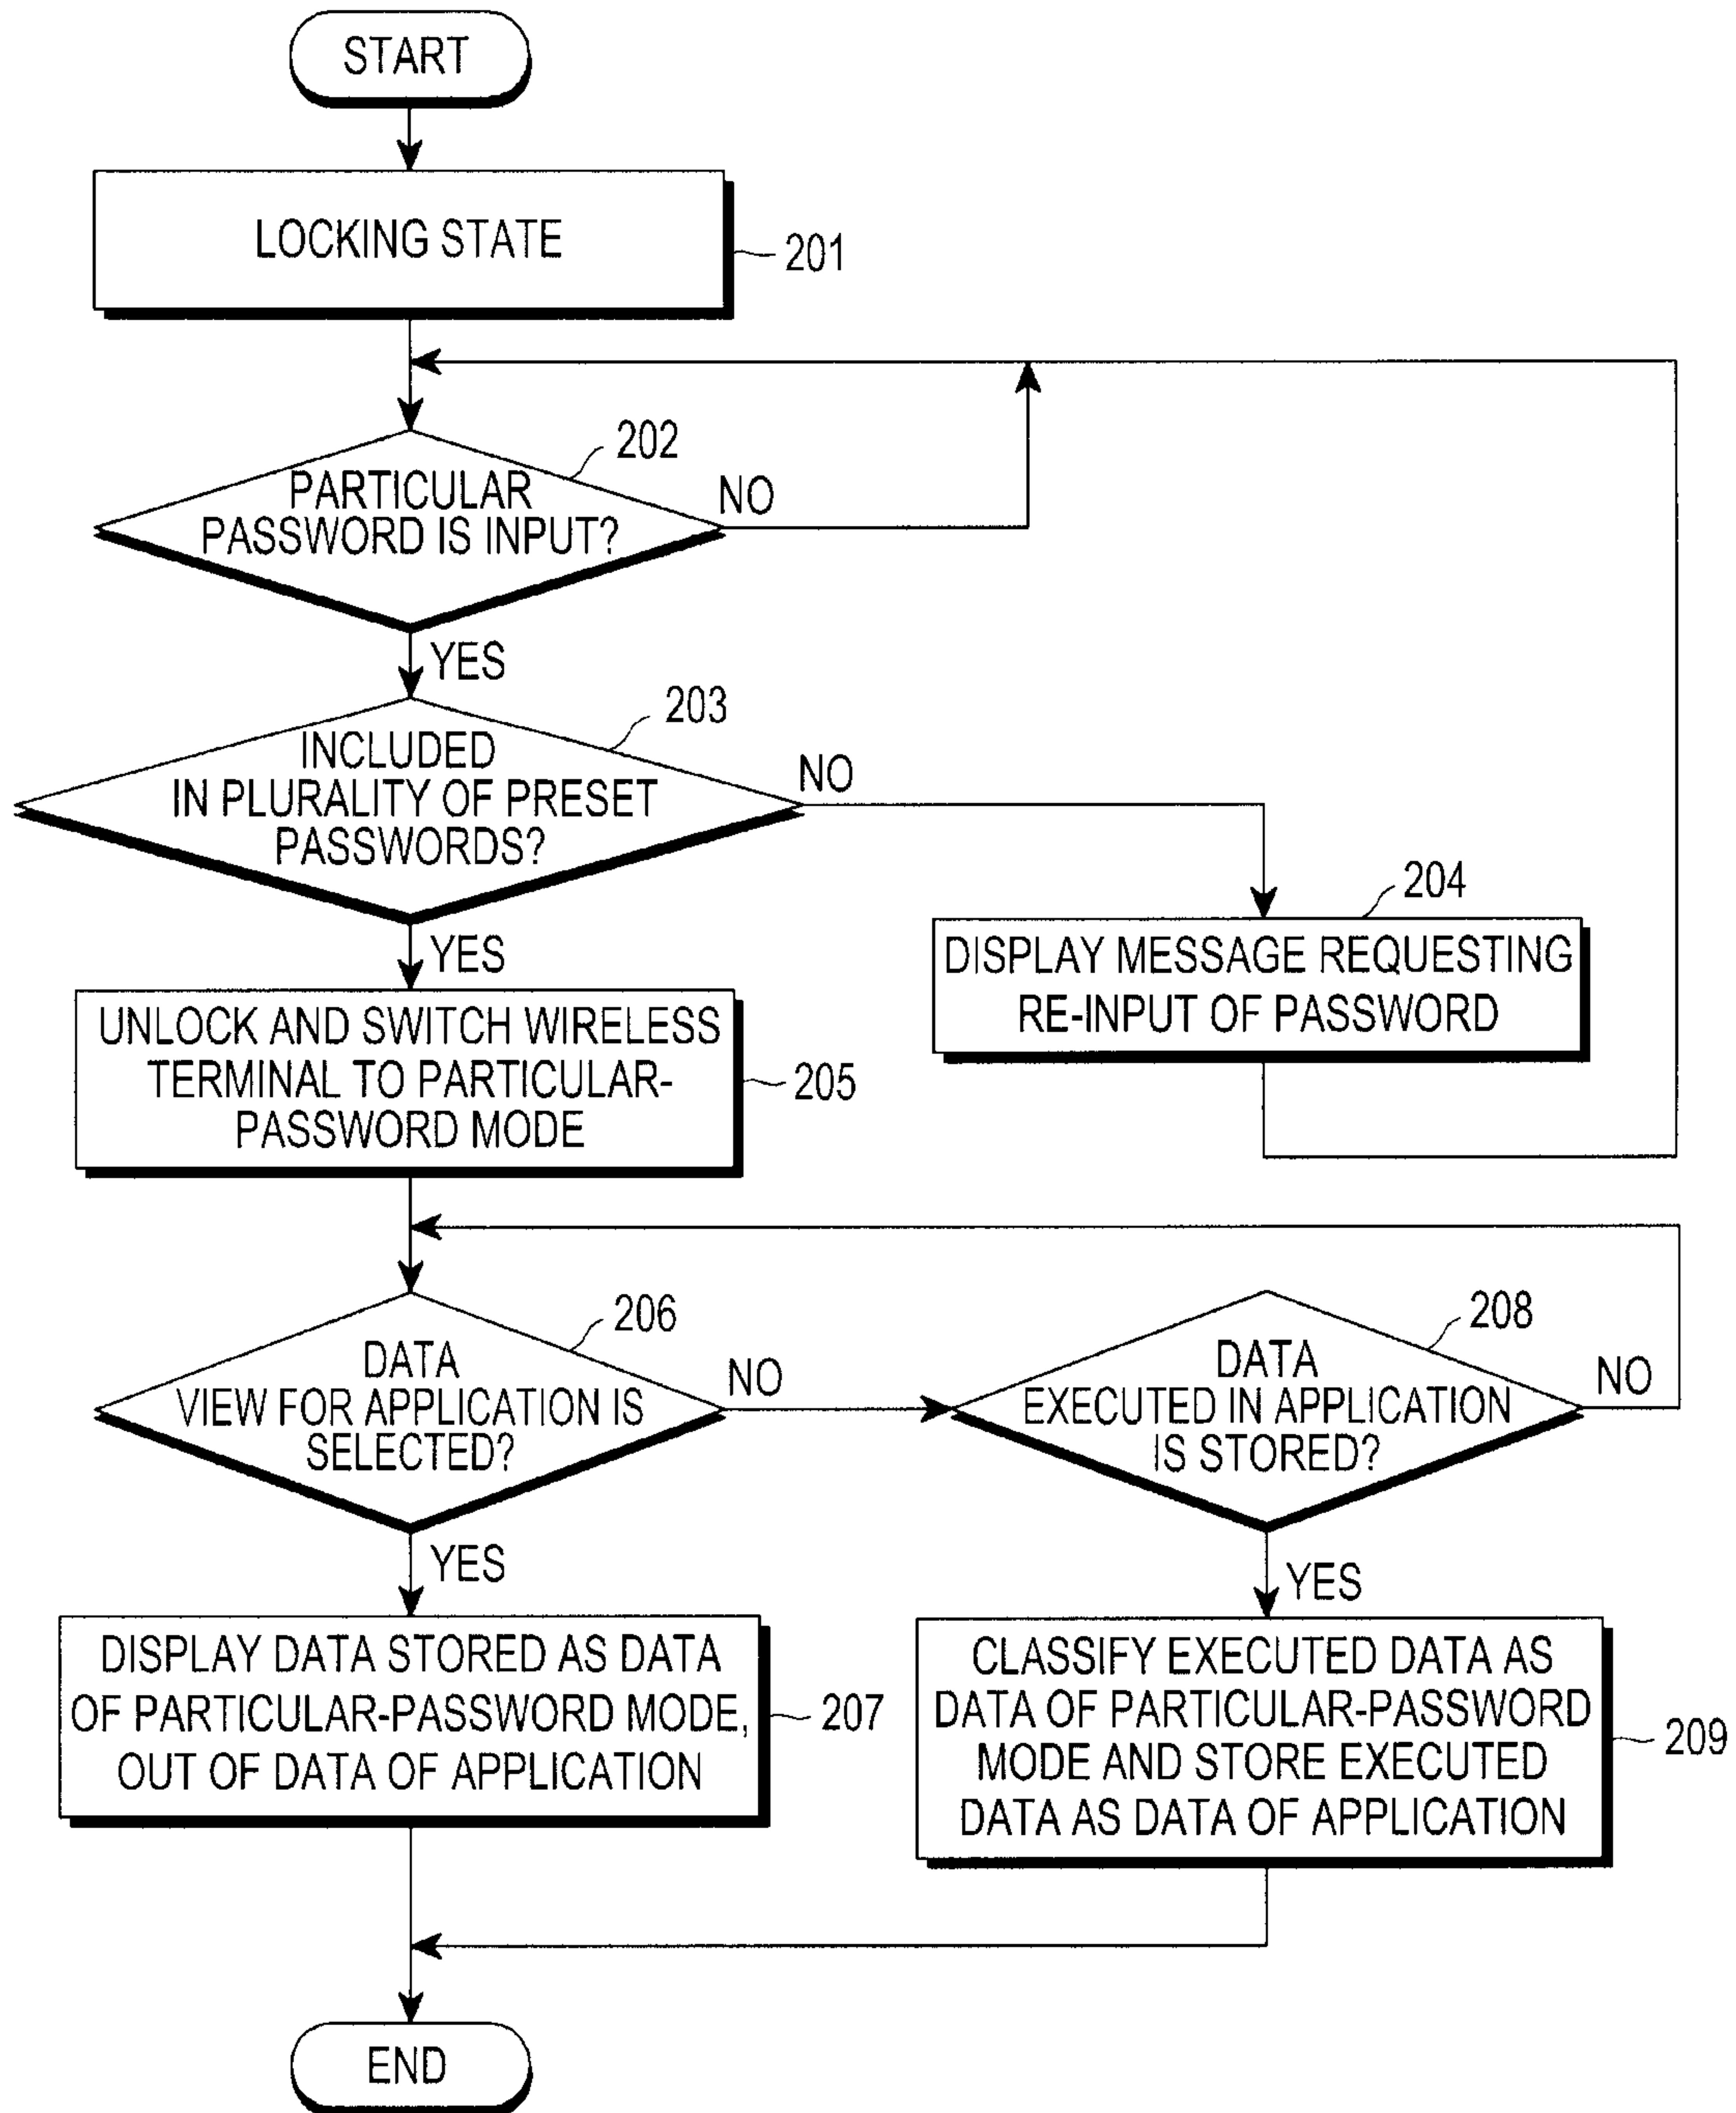 START
LOCKING STATE
201
202
PARTICULAR
PASSWORD IS INPUT?
NO
YES
203
INCLUDED
IN PLURALITY OF PRESET
PASSWORDS?
NO
YES
204
DISPLAY MESSAGE REQUESTING
RE-INPUT OF PASSWORD
UNLOCK AND SWITCH WIRELESS
TERMINAL TO PARTICULAR-
PASSWORD MODE
205
206
DATA
VIEW FOR APPLICATION IS
SELECTED?
NO
YES
208
DATA
EXECUTED IN APPLICATION
IS STORED?
NO
YES
DISPLAY DATA STORED AS DATA
OF PARTICULAR-PASSWORD MODE,
OUT OF DATA OF APPLICATION
207
CLASSIFY EXECUTED DATA AS
DATA OF PARTICULAR-PASSWORD
MODE AND STORE EXECUTED
DATA AS DATA OF APPLICATION
209
END